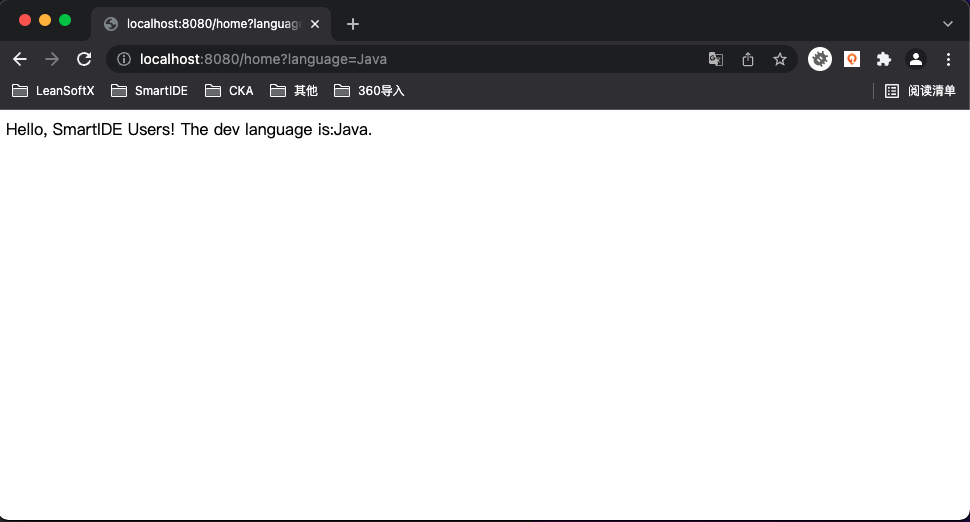 localhost:8080/home?languag
localhost:8080/home?language=Java
LeanSoftX SmartIDE CKA 其他 360导入 阅读清单
Hello, SmartIDE Users! The dev language is:Java.